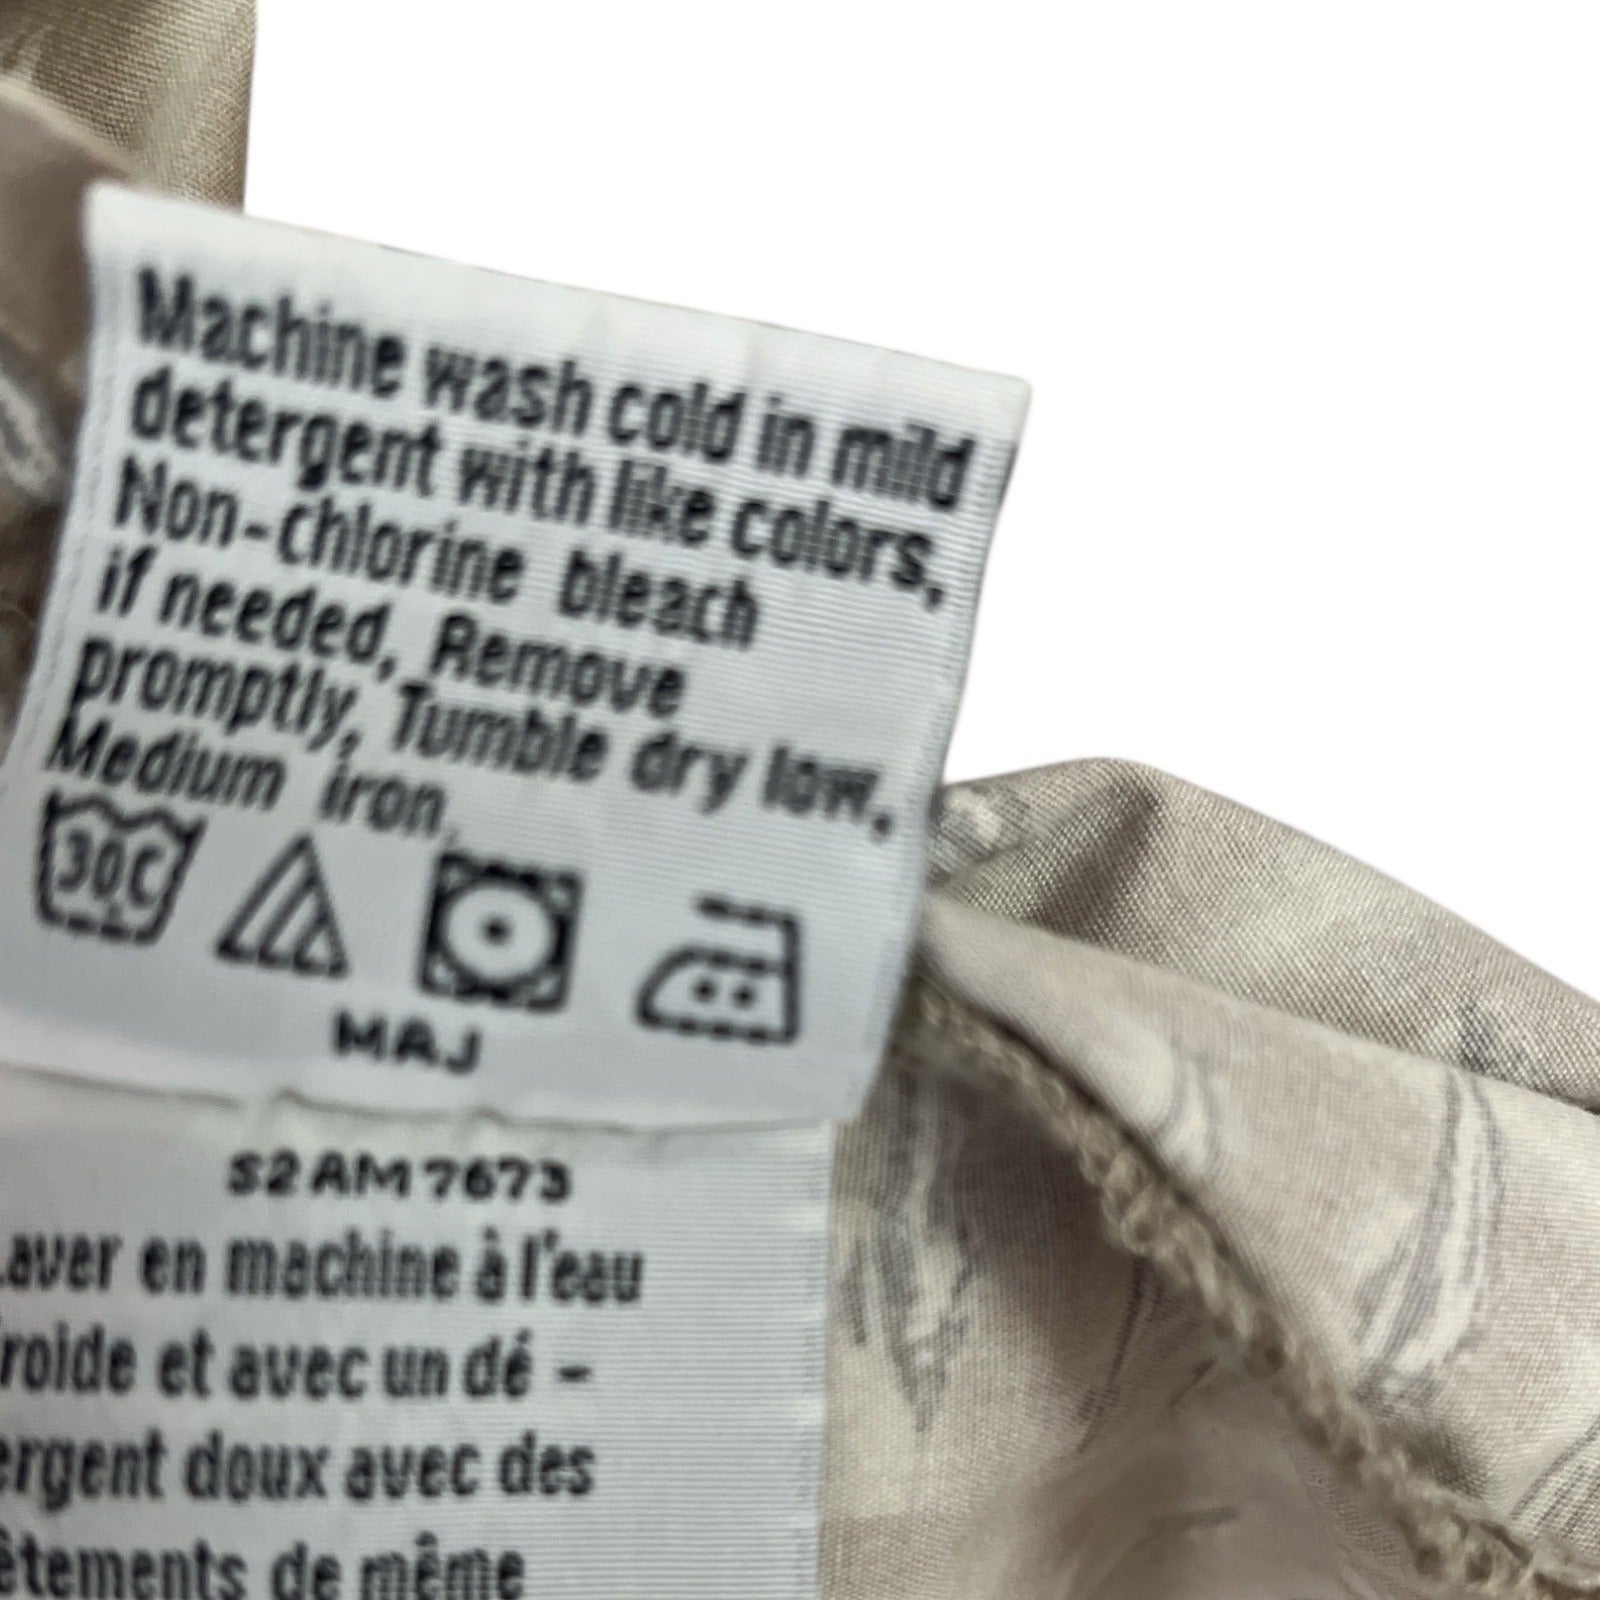 Machine wash cold in mild
detergent with like colors,
Non-chlorine bleach
if needed, Remove
promptly, Tumble dry low,
Medium iron,
30C
MAJ
S2AM7673
Laver en machine à l'eau
froide et avec un dé -
ergent doux avec des
êtements de même